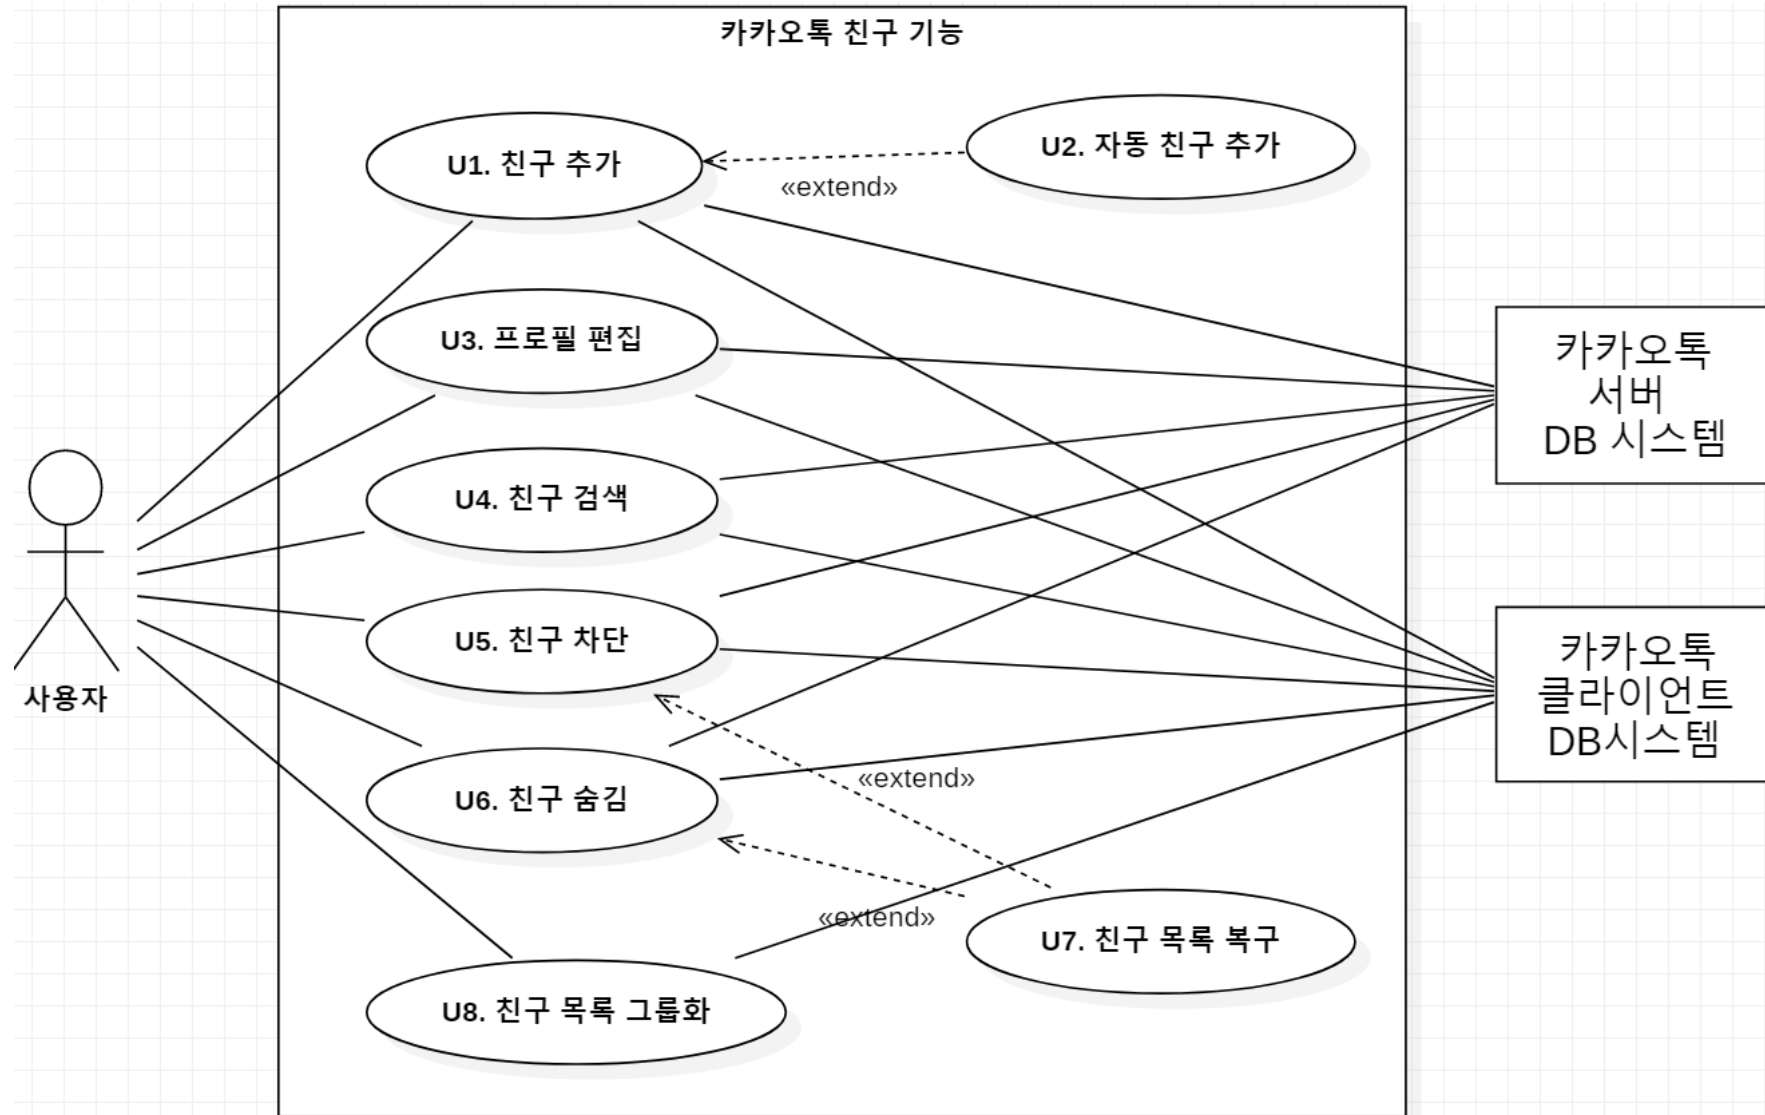 카카오톡 친구 기능
U1. 친구 추가
U2. 자동 친구 추가
«extend»
U3. 프로필 편집
카카오톡
서버
DB 시스템
U4. 친구 검색
U5. 친구 차단
카카오톡
클라이언트
DB시스템
사용자
«extend»
U6. 친구 숨김
«extend»
U7. 친구 목록 복구
U8. 친구 목록 그룹화